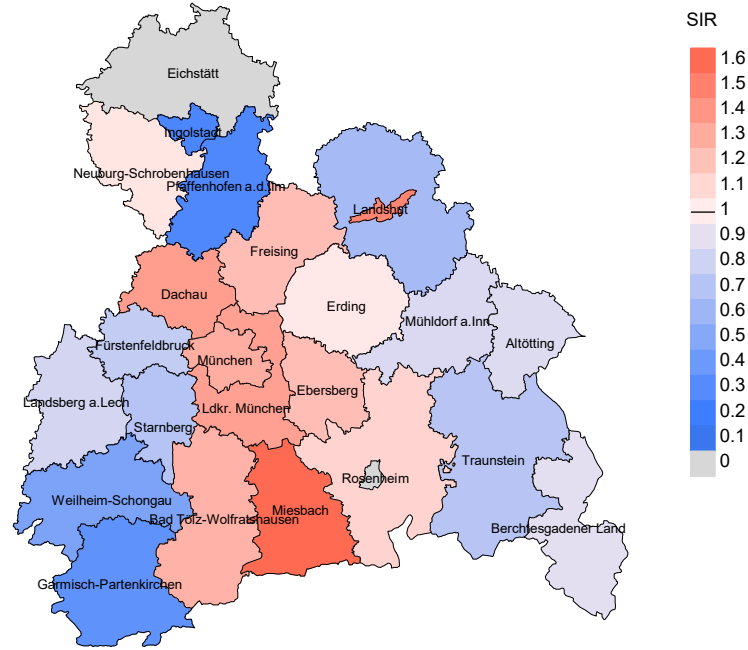 SIR
1.6
1.5
1.4
1.3
1.2
1.1
1
0.9
0.8
0.7
0.6
0.5
0.4
0.3
0.2
0.1
0
Eichstätt
Ingolstadt
Neuburg-Schrobenhausen
Pfaffenhofen a.d.Ilm
Landshut
Freising
Dachau
Erding
Mühldorf a.Inn
Altötting
Fürstenfeldbruck
München
Ebersberg
Landsberg a.Lech
Ldkr. München
Starnberg
Traunstein
Rosenheim
Weilheim-Schongau
Miesbach
Bad Tölz-Wolfratshausen
Berchtesgadener Land
Garmisch-Partenkirchen